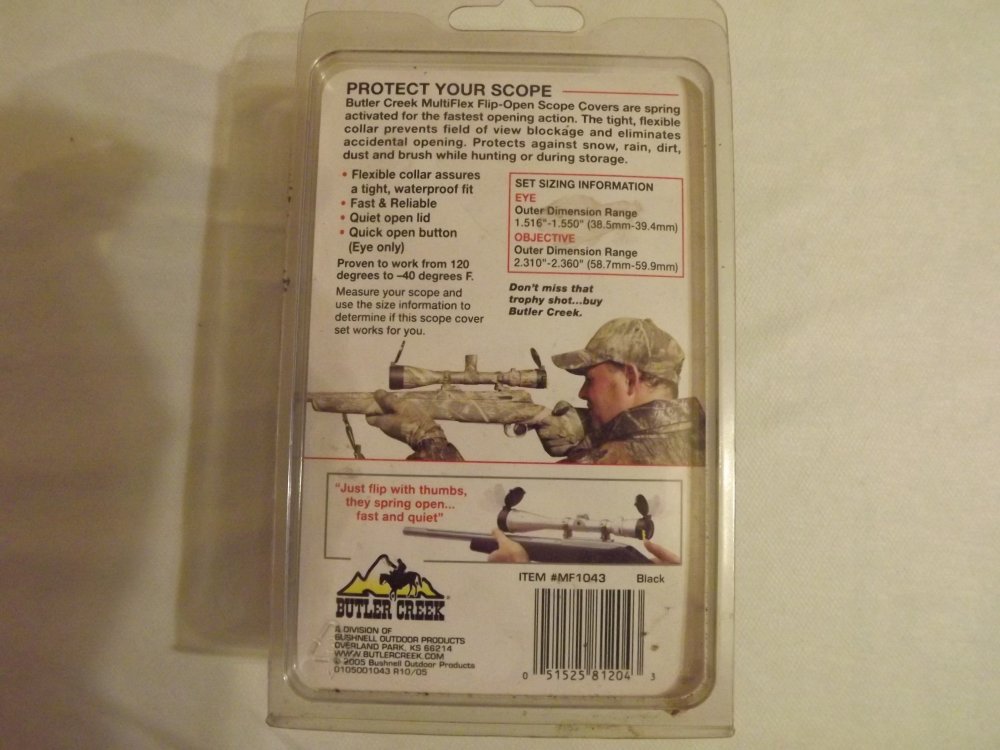 PROTECT YOUR SCOPE
Butler Creek MultiFlex Flip-Open Scope Covers are spring
activated for the fastest opening action. The tight, flexible
collar prevents field of view blockage and eliminates
accidental opening. Protects against snow, rain, dirt,
dust and brush while hunting or during storage.
• Flexible collar assures
a tight, waterproof fit
• Fast & Reliable
• Quiet open lid
• Quick open button
(Eye only)
Proven to work from 120
degrees to –40 degrees F.
Measure your scope and
use the size information to
determine if this scope cover
set works for you.
SET SIZING INFORMATION
EYE
Outer Dimension Range
1.516"-1.550" (38.5mm-39.4mm)
OBJECTIVE
Outer Dimension Range
2.310"-2.360" (58.7mm-59.9mm)
Don't miss that
trophy shot...buy
Butler Creek.
"Just flip with thumbs,
they spring open...
fast and quiet"
BUTLER CREEK®
A DIVISION OF
BUSHNELL OUTDOOR PRODUCTS
OVERLAND PARK, KS 66214
WWW.BUTLERCREEK.COM
© 2005 Bushnell Outdoor Products
0105001043 R10/05
ITEM #MF1043 Black
0 51525 81204 3